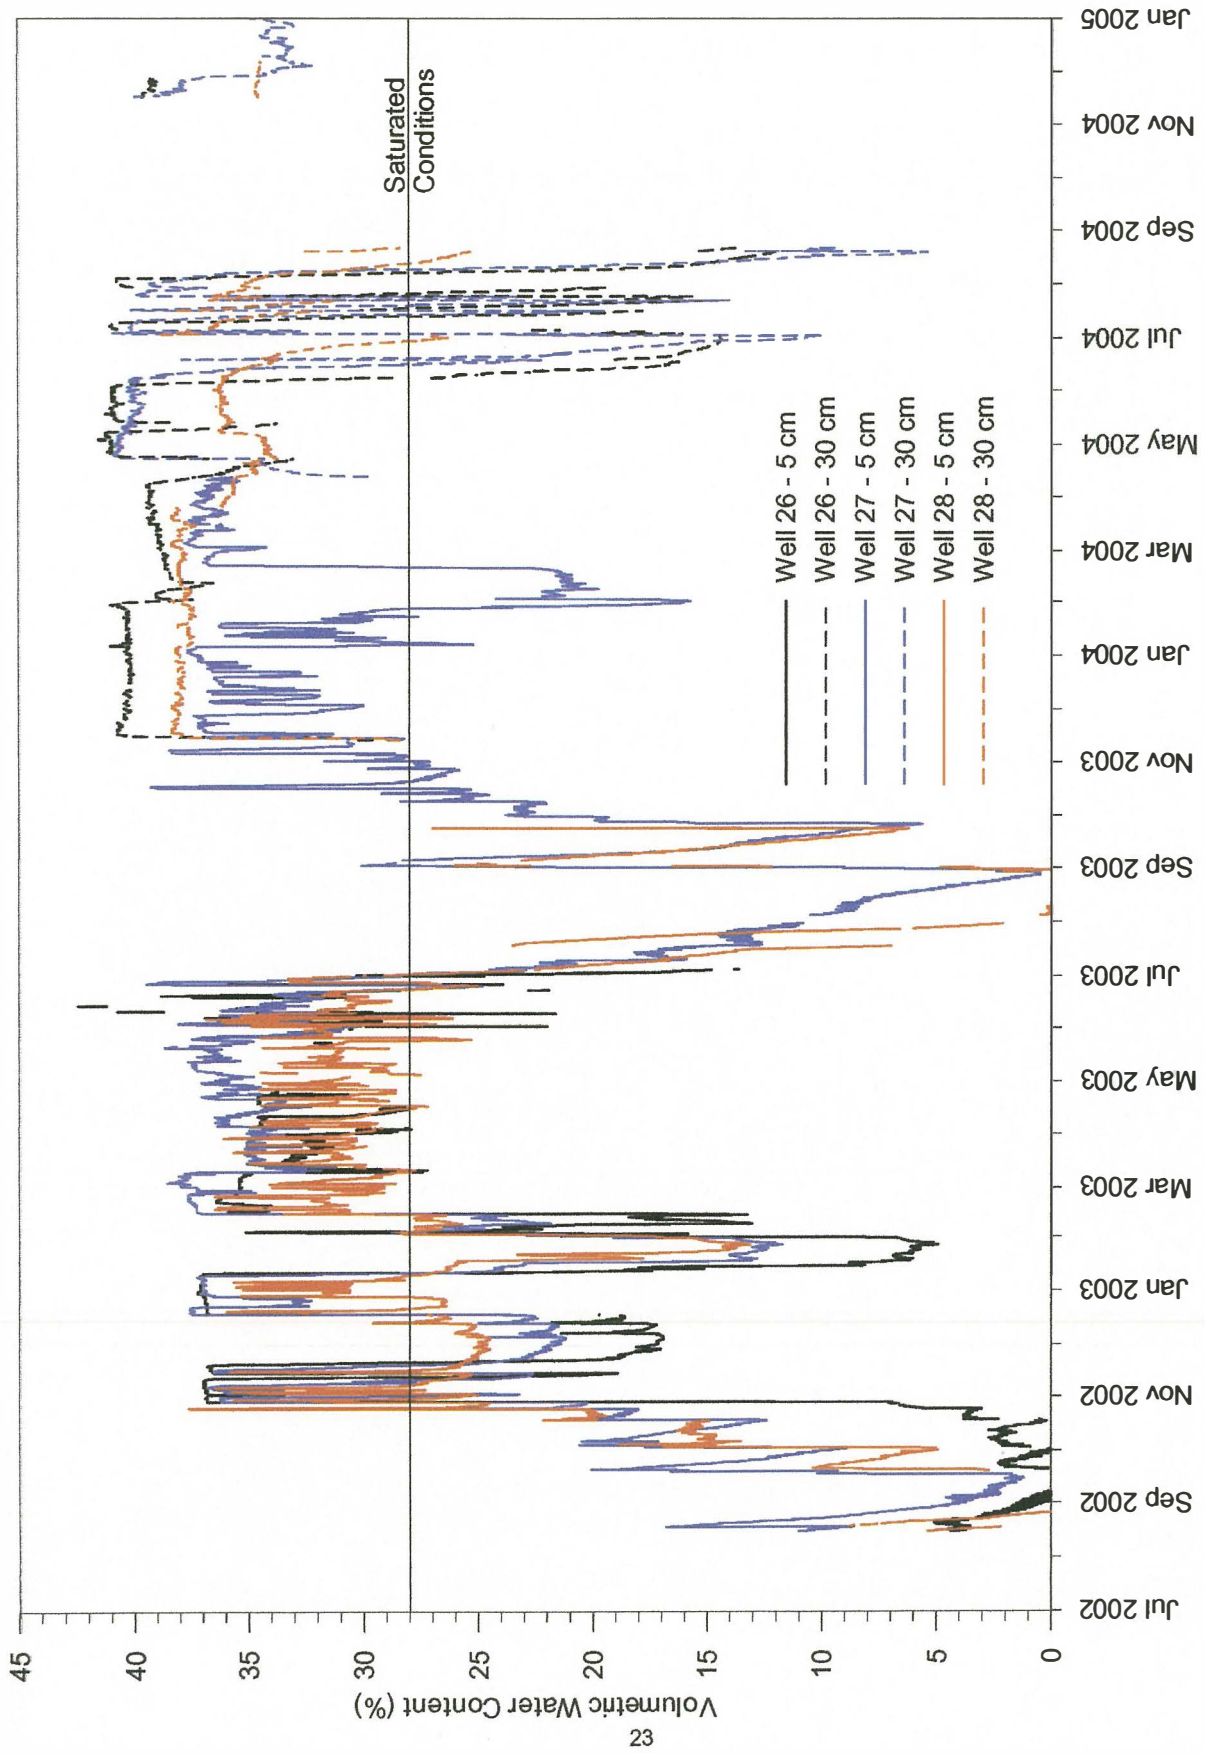 45
40
35
30
25
20
15
10
5
0
Volumetric Water Content (%)
Jul 2002
Sep 2002
Nov 2002
Jan 2003
Mar 2003
May 2003
Jul 2003
Sep 2003
Nov 2003
Jan 2004
Mar 2004
May 2004
Jul 2004
Sep 2004
Nov 2004
Jan 2005
Saturated
Conditions
Well 26 - 5 cm
Well 26 - 30 cm
Well 27 - 5 cm
Well 27 - 30 cm
Well 28 - 5 cm
Well 28 - 30 cm
23